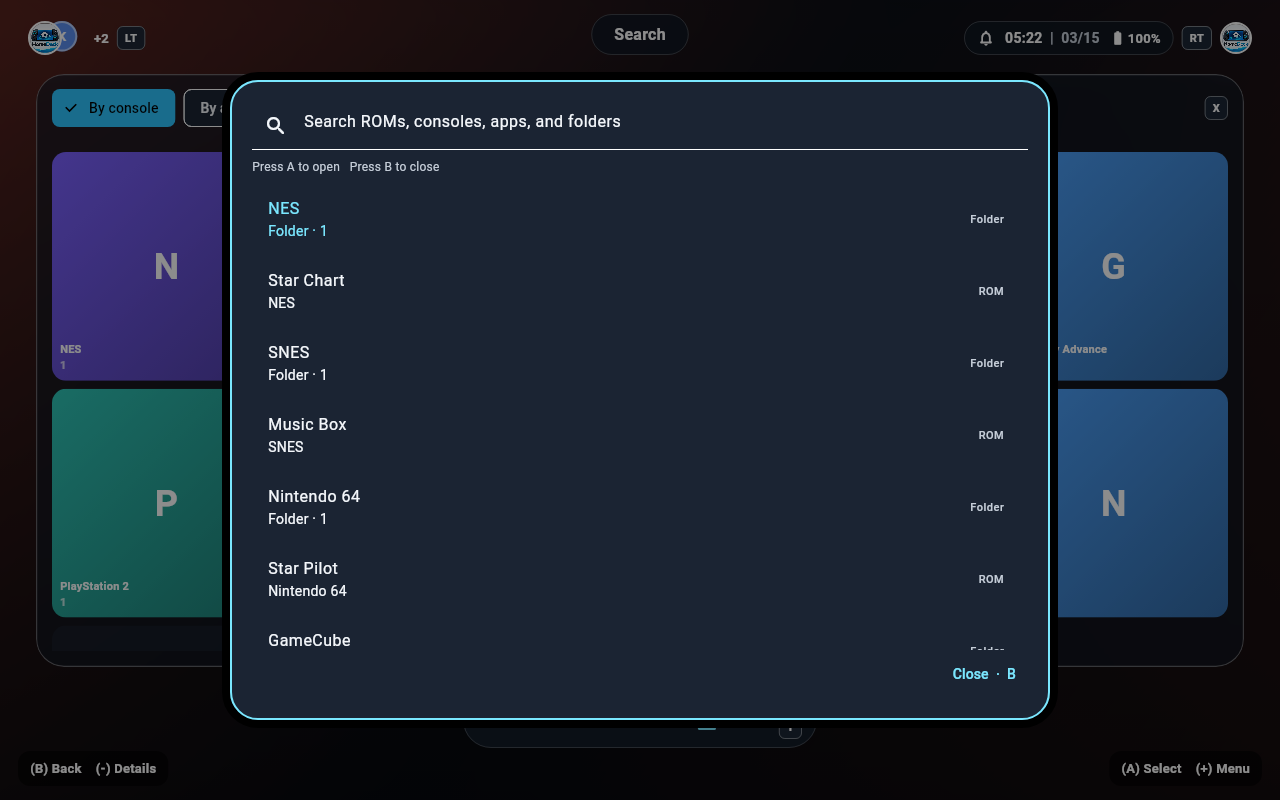 +2 LT
Search
05:22 | 03/15 100% RT
By console
By
X
Search ROMs, consoles, apps, and folders
Press A to open Press B to close
NES
Folder · 1
Folder
Star Chart
NES
ROM
SNES
Folder · 1
Folder
Music Box
SNES
ROM
Nintendo 64
Folder · 1
Folder
Star Pilot
Nintendo 64
ROM
GameCube
Folder
Close · B
N
NES
1
G
Advance
P
PlayStation 2
1
N
(B) Back (-) Details
(A) Select (+) Menu